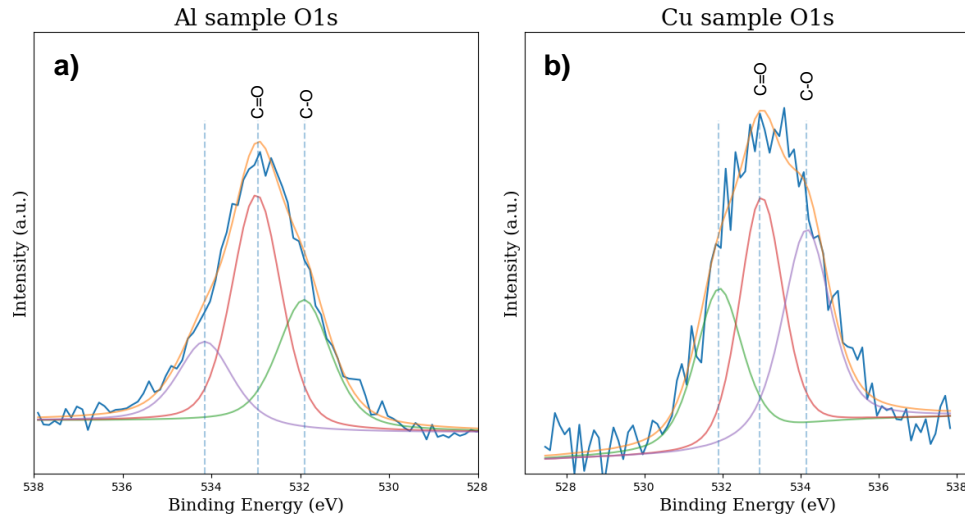 Al sample O1s
a)
C=O
C-O
Intensity (a.u.)
538 536 534 532 530 528
Binding Energy (eV)
Cu sample O1s
b)
C=O
C-O
Intensity (a.u.)
528 530 532 534 536 538
Binding Energy (eV)